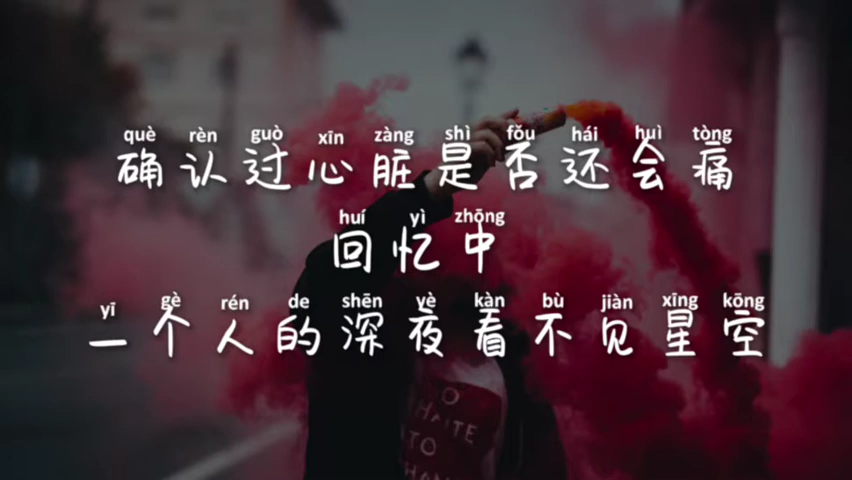 què rèn guò xīn zàng shì fǒu hái huì tòng
确认过心脏是否还会痛
huí yì zhōng
回忆中
yī gè rén de shēn yè kàn bù jiàn xīng kōng
一个人的深夜看不见星空
TO